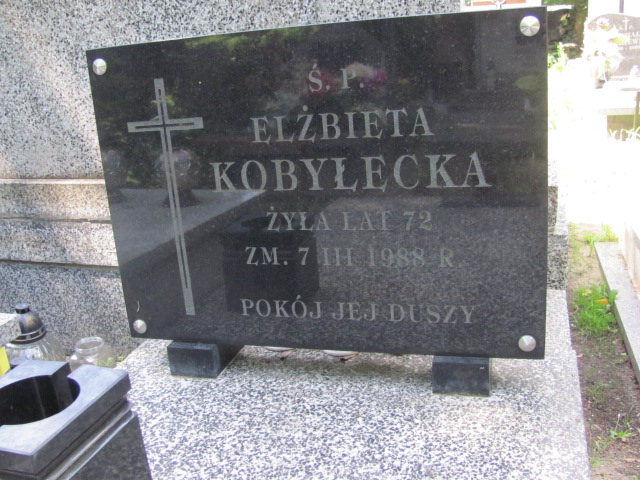 Ś. P.
ELŻBIETA
KOBYŁECKA
ŻYŁA LAT 72
ZM. 7 III 1988 R.
POKÓJ JEJ DUSZY